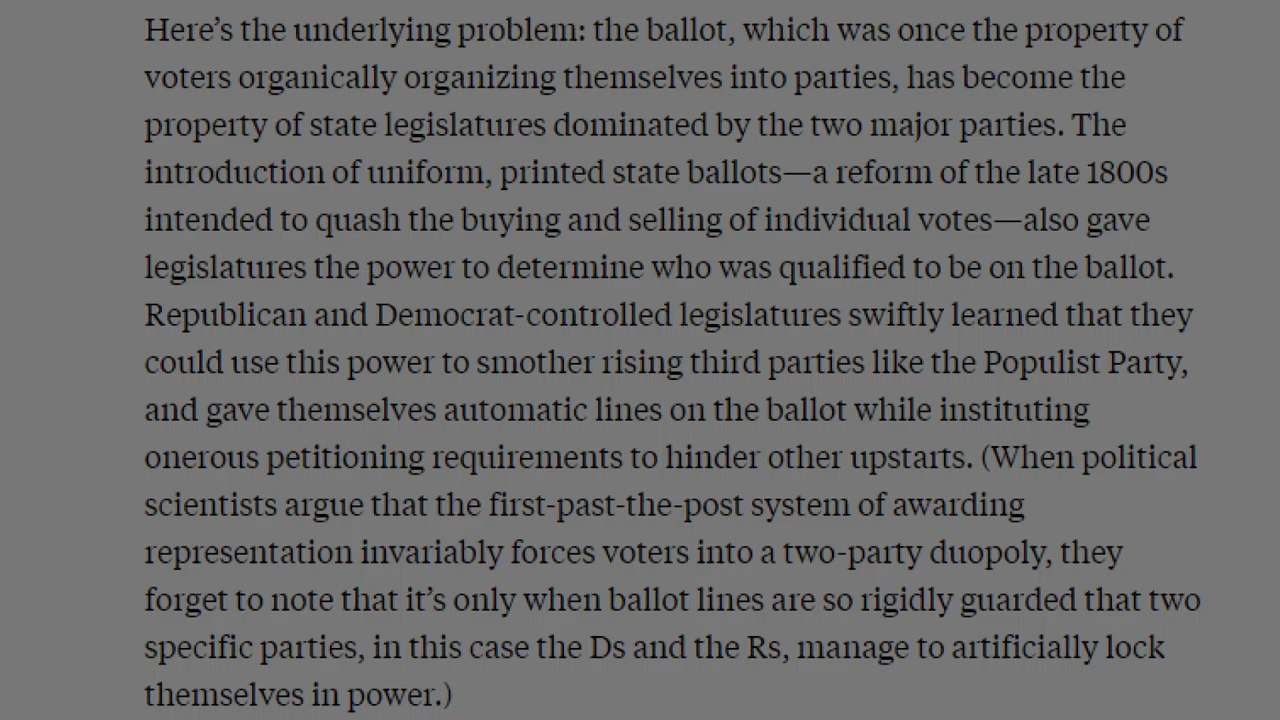 Here’s the underlying problem: the ballot, which was once the property of
voters organically organizing themselves into parties, has become the
property of state legislatures dominated by the two major parties. The
introduction of uniform, printed state ballots—a reform of the late 1800s
intended to quash the buying and selling of individual votes—also gave
legislatures the power to determine who was qualified to be on the ballot.
Republican and Democrat-controlled legislatures swiftly learned that they
could use this power to smother rising third parties like the Populist Party,
and gave themselves automatic lines on the ballot while instituting
onerous petitioning requirements to hinder other upstarts. (When political
scientists argue that the first-past-the-post system of awarding
representation invariably forces voters into a two-party duopoly, they
forget to note that it’s only when ballot lines are so rigidly guarded that two
specific parties, in this case the Ds and the Rs, manage to artificially lock
themselves in power.)